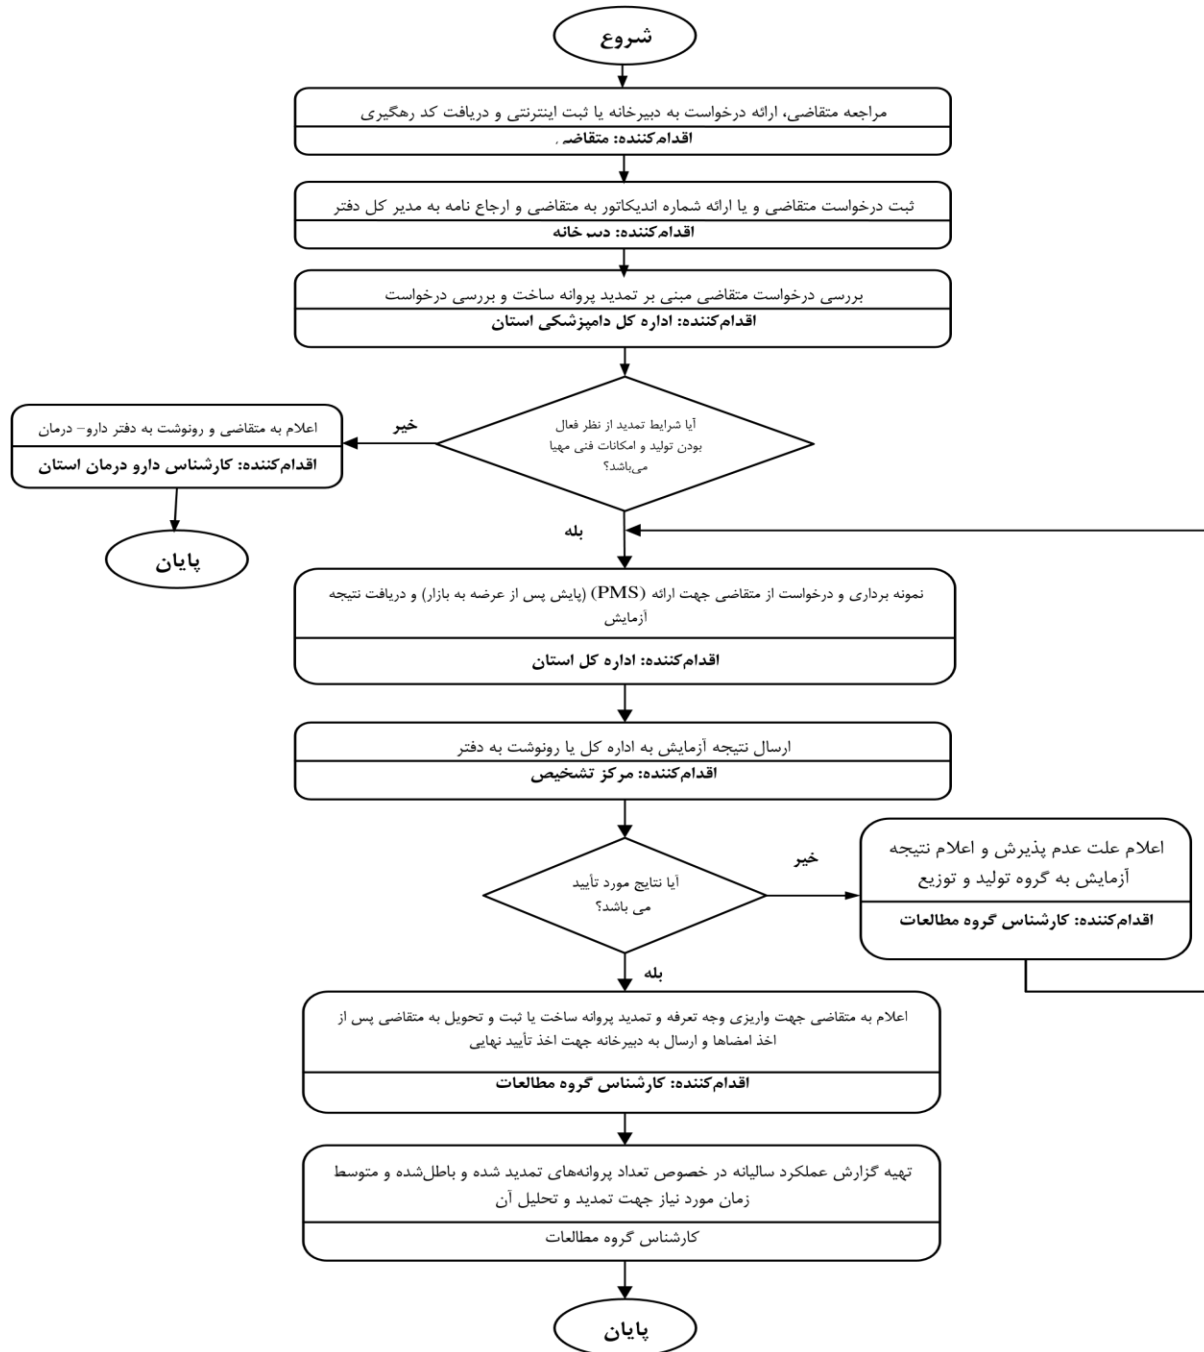 شروع
مراجعه متقاضی، ارائه درخواست به دبیرخانه یا ثبت اینترنتی و دریافت کد رهگیری
اقدام‌کننده: متقاضی
ثبت درخواست متقاضی و یا ارائه شماره اندیکاتور به متقاضی و ارجاع نامه به مدیر کل دفتر
اقدام‌کننده: دبیرخانه
بررسی درخواست متقاضی مبنی بر تمدید پروانه ساخت و بررسی درخواست
اقدام‌کننده: اداره کل دامپزشکی استان
آیا شرایط تمدید از نظر فعال
بودن تولید و امکانات فنی مهیا
می‌باشد؟
خیر
اعلام به متقاضی و رونوشت به دفتر دارو– درمان
اقدام‌کننده: کارشناس دارو درمان استان
پایان
بله
نمونه برداری و درخواست از متقاضی جهت ارائه (PMS) (پایش پس از عرضه به بازار) و دریافت نتیجه
آزمایش
اقدام‌کننده: اداره کل استان
ارسال نتیجه آزمایش به اداره کل یا رونوشت به دفتر
اقدام‌کننده: مرکز تشخیص
آیا نتایج مورد تأیید
می باشد؟
خیر
اعلام علت عدم پذیرش و اعلام نتیجه
آزمایش به گروه تولید و توزیع
اقدام‌کننده: کارشناس گروه مطالعات
بله
اعلام به متقاضی جهت واریزی وجه تعرفه و تمدید پروانه ساخت یا ثبت و تحویل به متقاضی پس از
اخذ امضاها و ارسال به دبیرخانه جهت اخذ تأیید نهایی
اقدام‌کننده: کارشناس گروه مطالعات
تهیه گزارش عملکرد سالیانه در خصوص تعداد پروانه‌های تمدید شده و باطل‌شده و متوسط
زمان مورد نیاز جهت تمدید و تحلیل آن
کارشناس گروه مطالعات
پایان